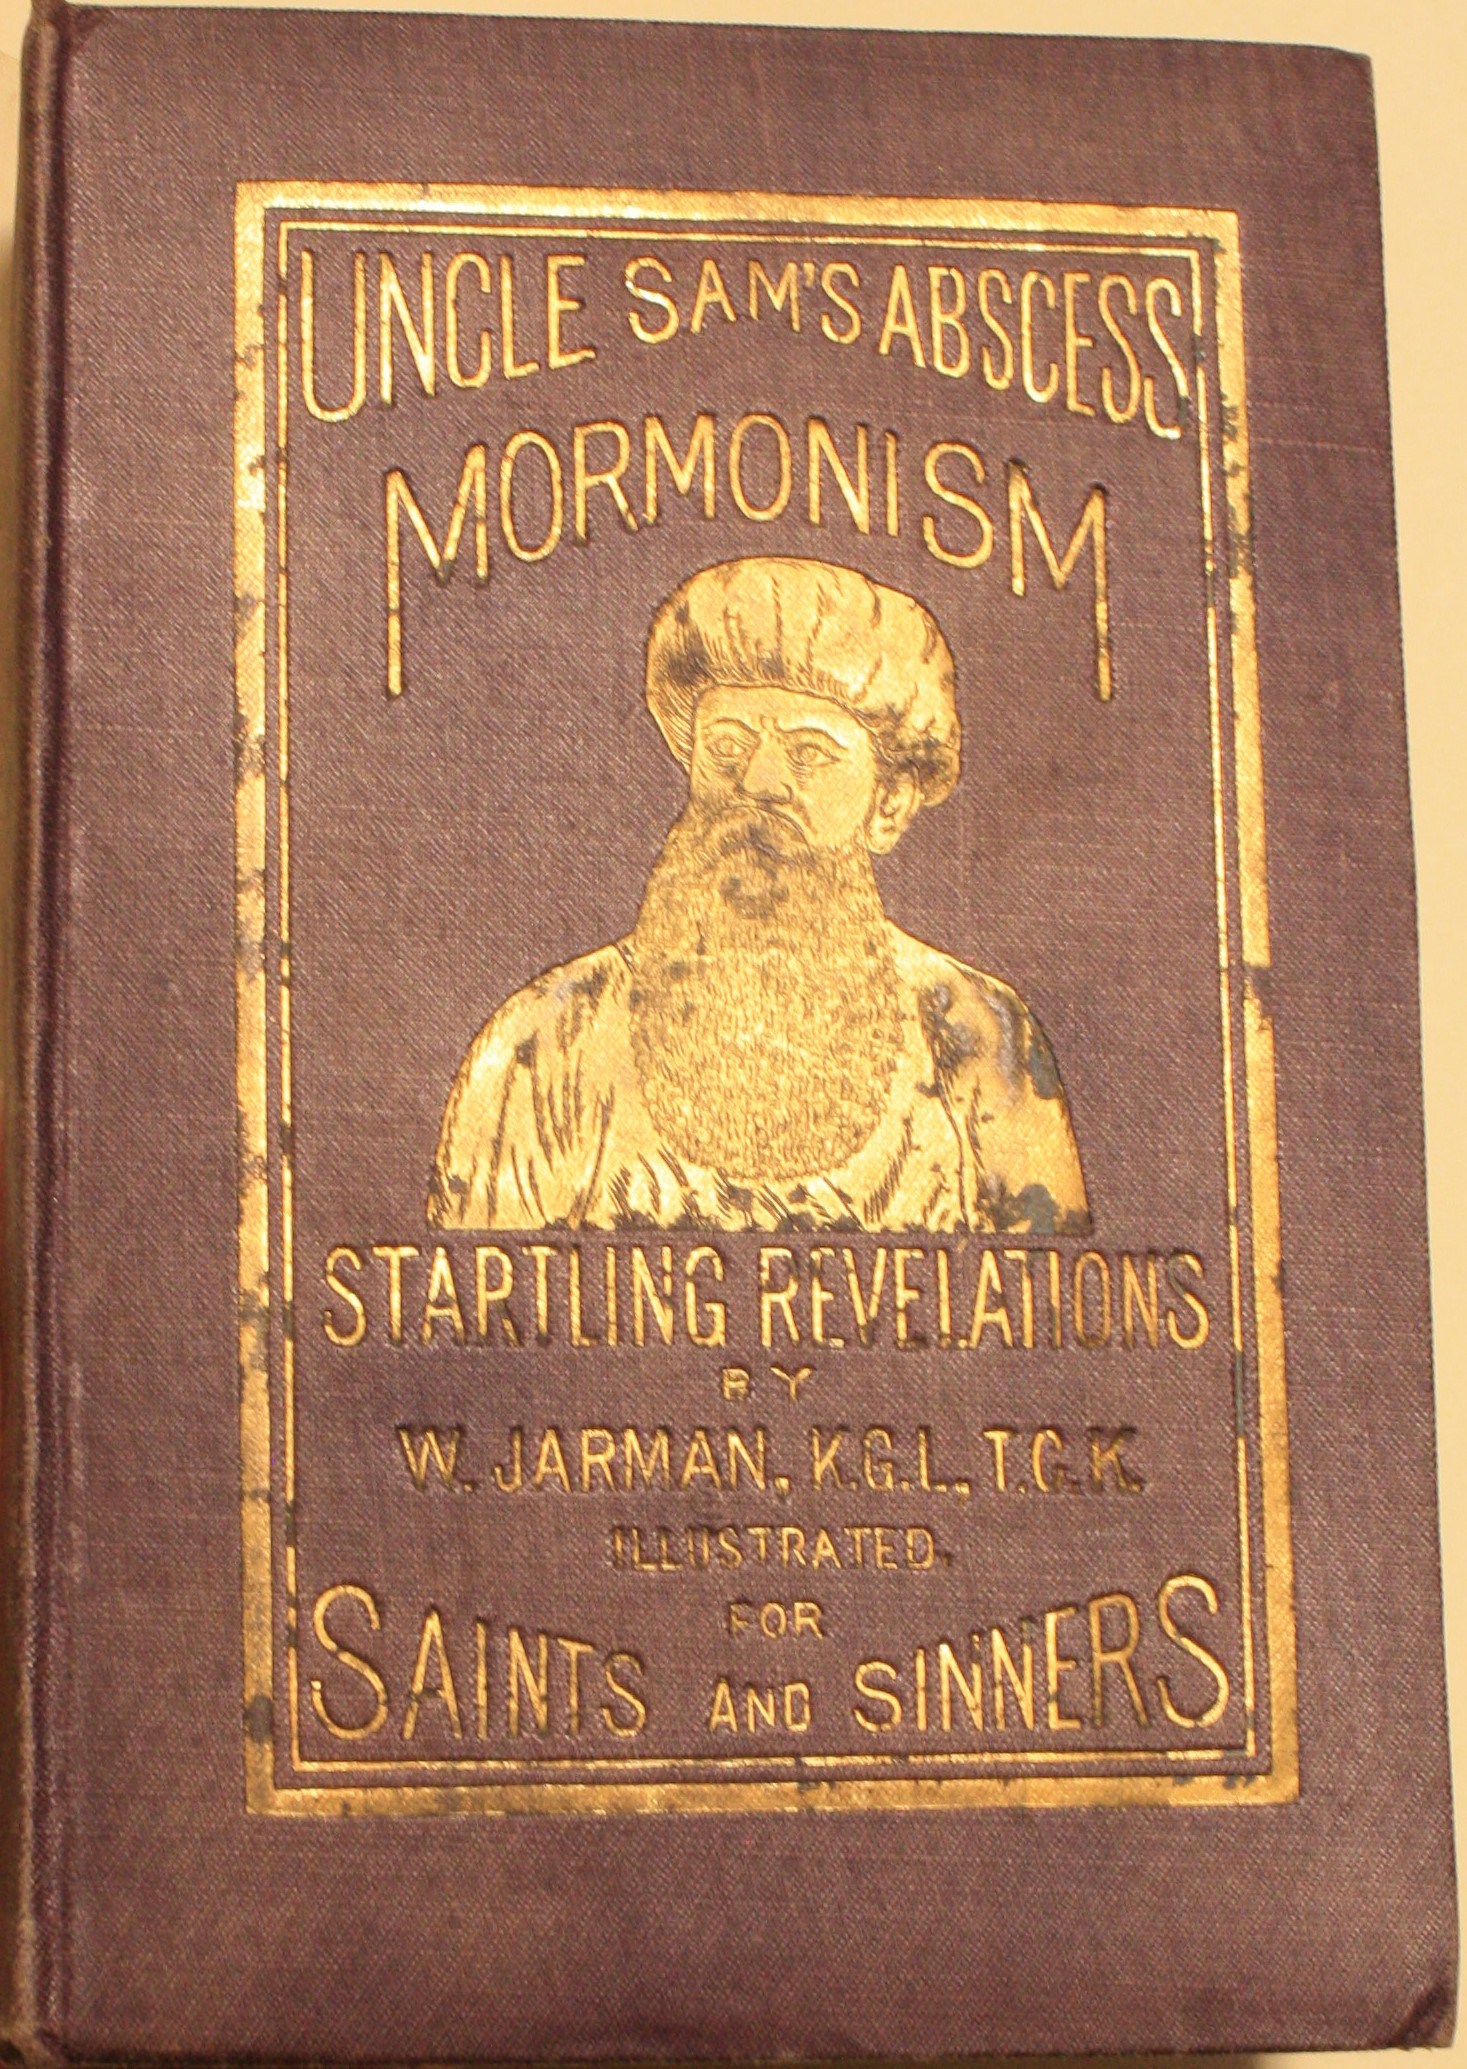 UNCLE SAM'S ABSCESS
MORMONISM
STARTLING REVELATIONS
BY
W. JARMAN, K.G.L., T.C.K.
ILLUSTRATED.
FOR
SAINTS AND SINNERS